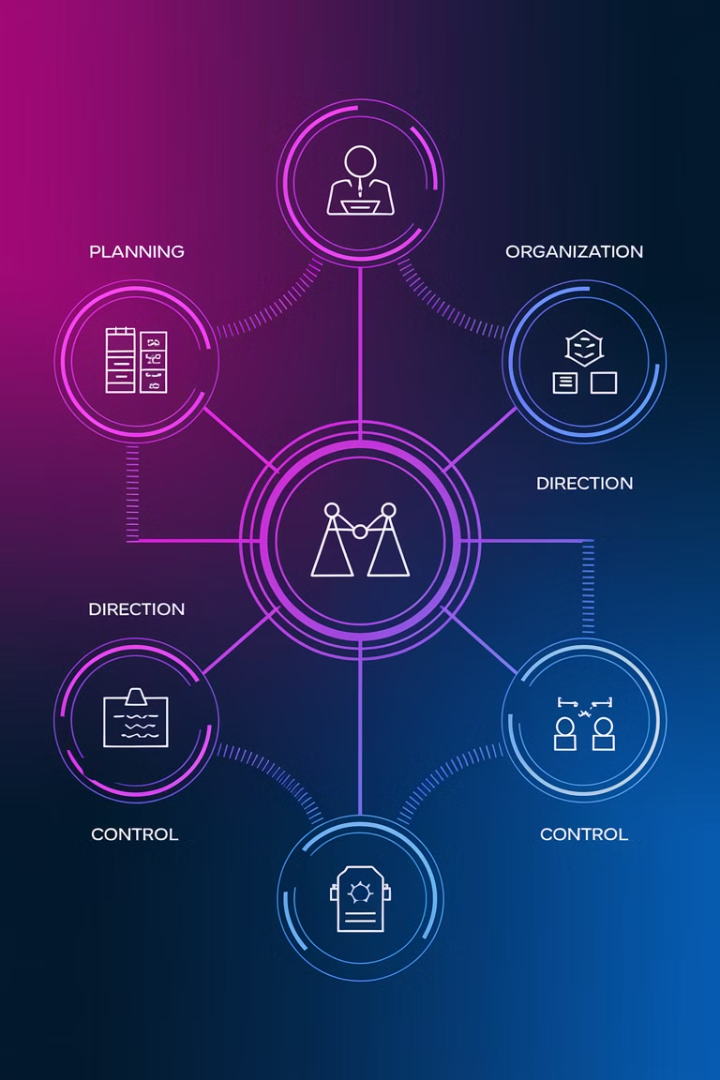 PLANNING
ORGANIZATION
DIRECTION
DIRECTION
CONTROL
CONTROL